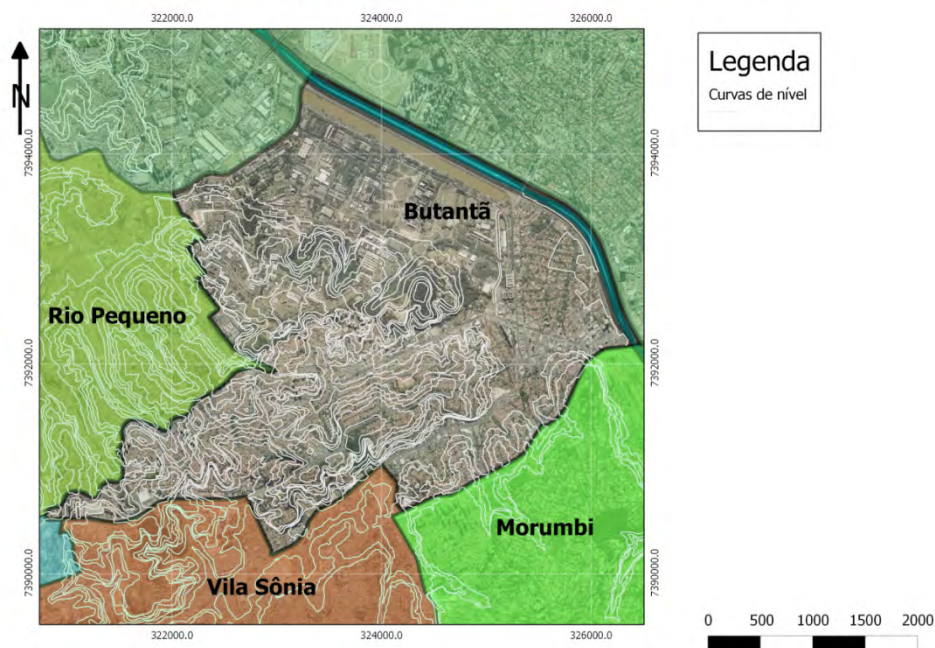 322000.0
324000.0
326000.0
N
Legenda
Curvas de nível
7394000.0
7394000.0
Butantã
Rio Pequeno
7392000.0
7392000.0
Morumbi
Vila Sônia
7390000.0
7390000.0
322000.0
324000.0
326000.0
0 500 1000 1500 2000